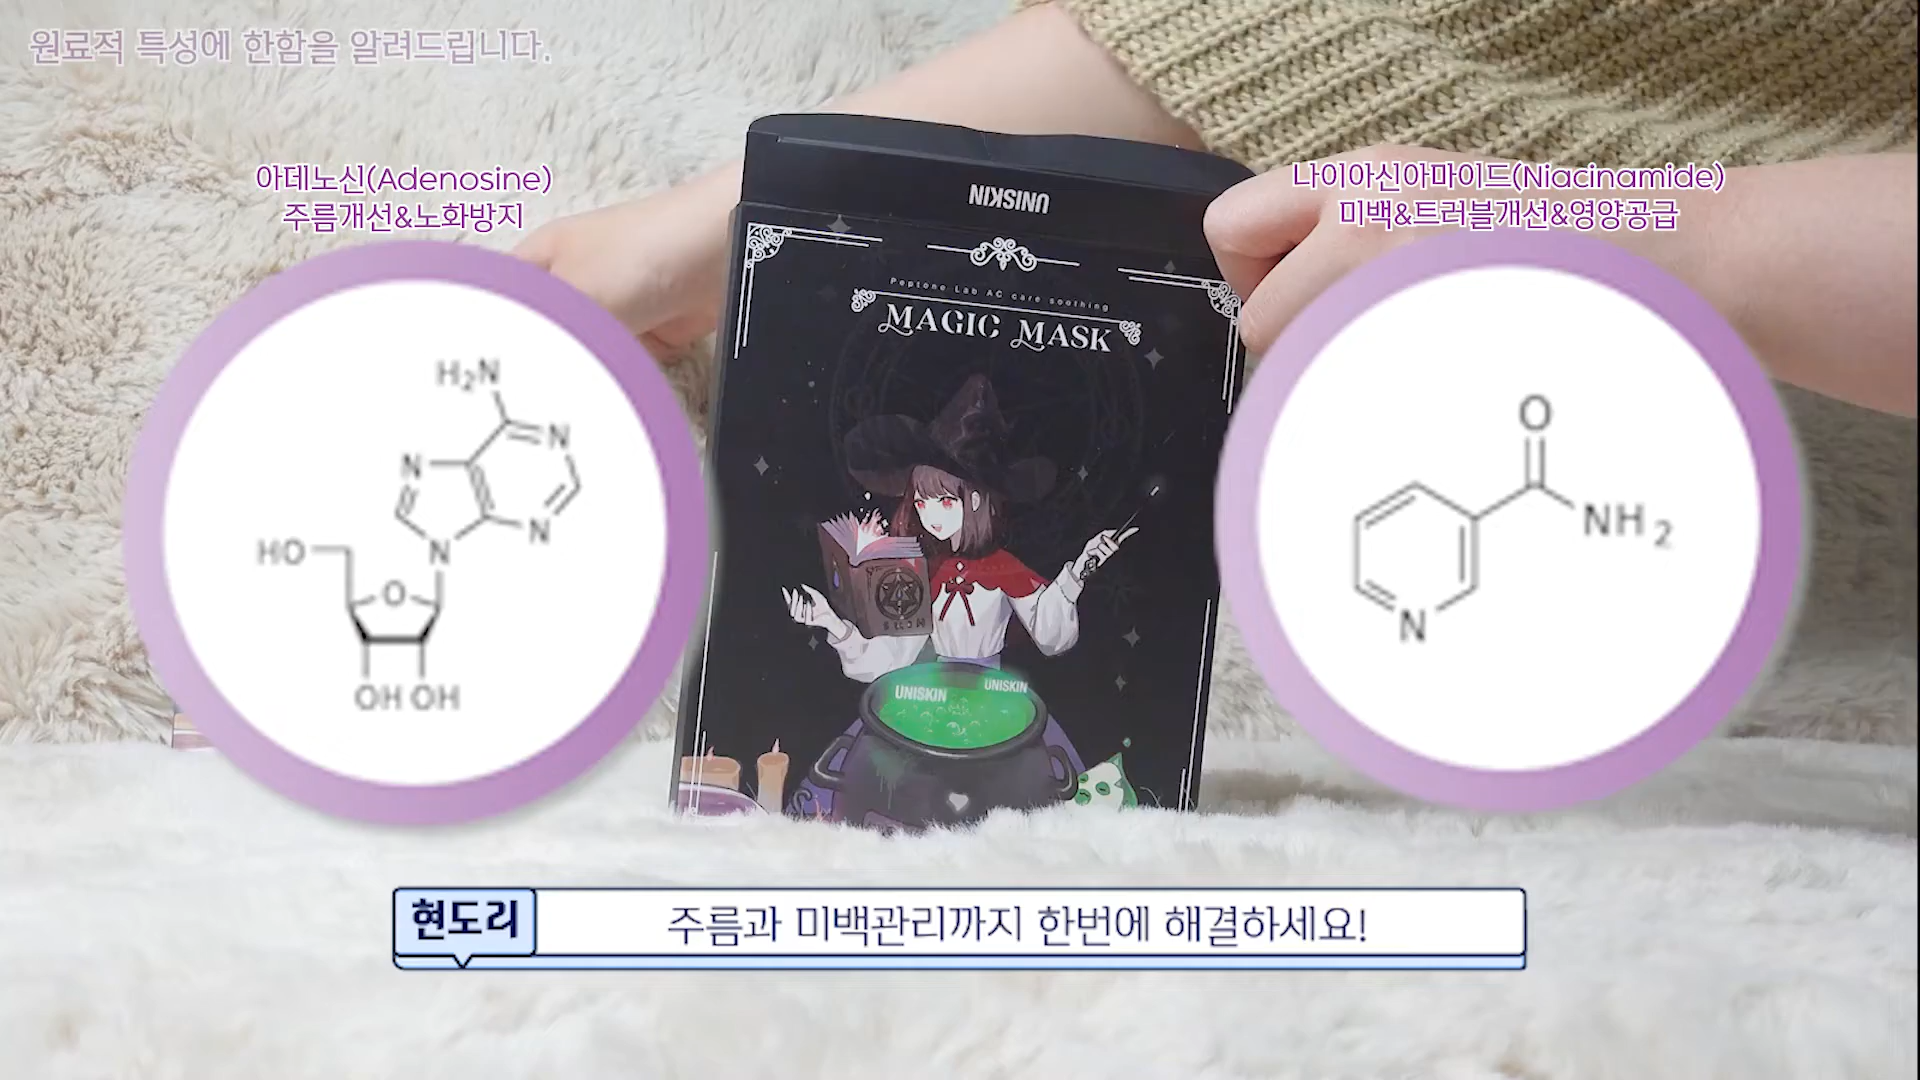 원료적 특성에 한함을 알려드립니다.
아데노신(Adenosine)
주름개선&노화방지
나이아신아마이드(Niacinamide)
미백&트러블개선&영양공급
UNISKIN
Peptone Lab AC care soothing
MAGIC MASK
H₂N
N
N
N
N
HO
O
OH OH
O
NH₂
N
UNISKIN
UNISKIN
현도리
주름과 미백관리까지 한번에 해결하세요!